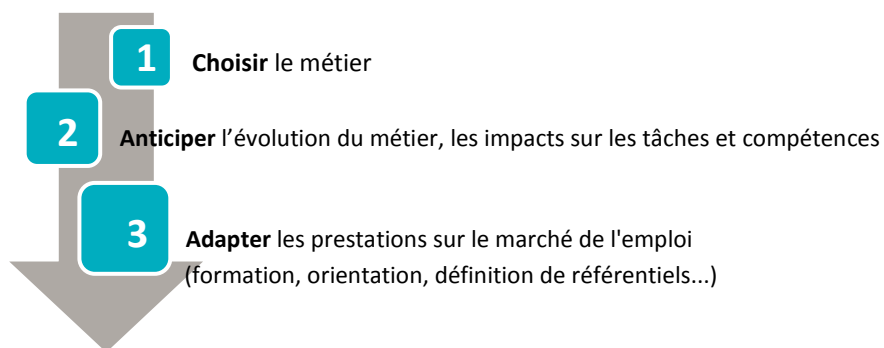 1 Choisir le métier
2 Anticiper l’évolution du métier, les impacts sur les tâches et compétences
3 Adapter les prestations sur le marché de l'emploi
(formation, orientation, définition de référentiels...)